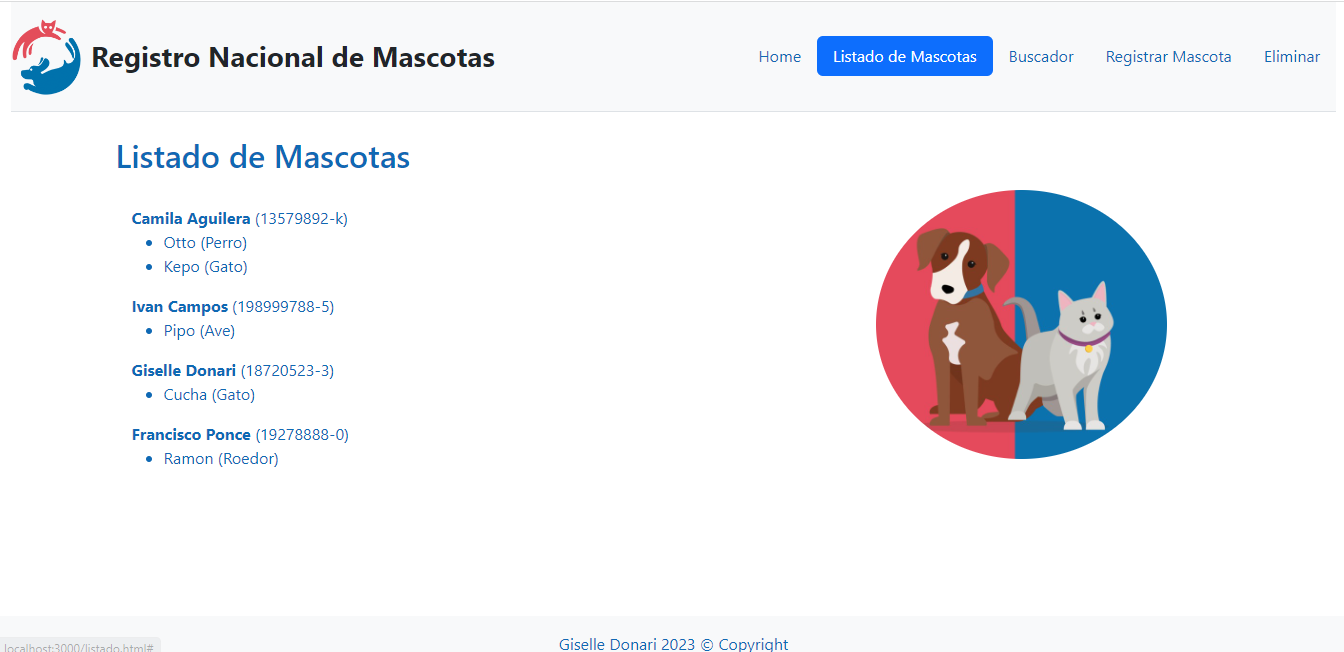 Registro Nacional de Mascotas
Home
Listado de Mascotas
Buscador
Registrar Mascota
Eliminar
Listado de Mascotas
Camila Aguilera (13579892-k)
• Otto (Perro)
• Kepo (Gato)
Ivan Campos (198999788-5)
• Pipo (Ave)
Giselle Donari (18720523-3)
• Cucha (Gato)
Francisco Ponce (19278888-0)
• Ramon (Roedor)
Giselle Donari 2023 © Copyright
localhost:3000/listado.html#